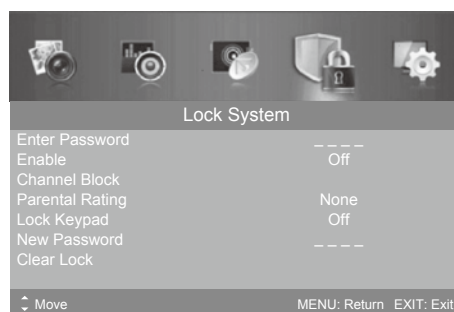 Lock System
Enter Password _ _ _ _
Enable Off
Channel Block
Parental Rating None
Lock Keypad Off
New Password _ _ _ _
Clear Lock
Move MENU: Return EXIT: Exit